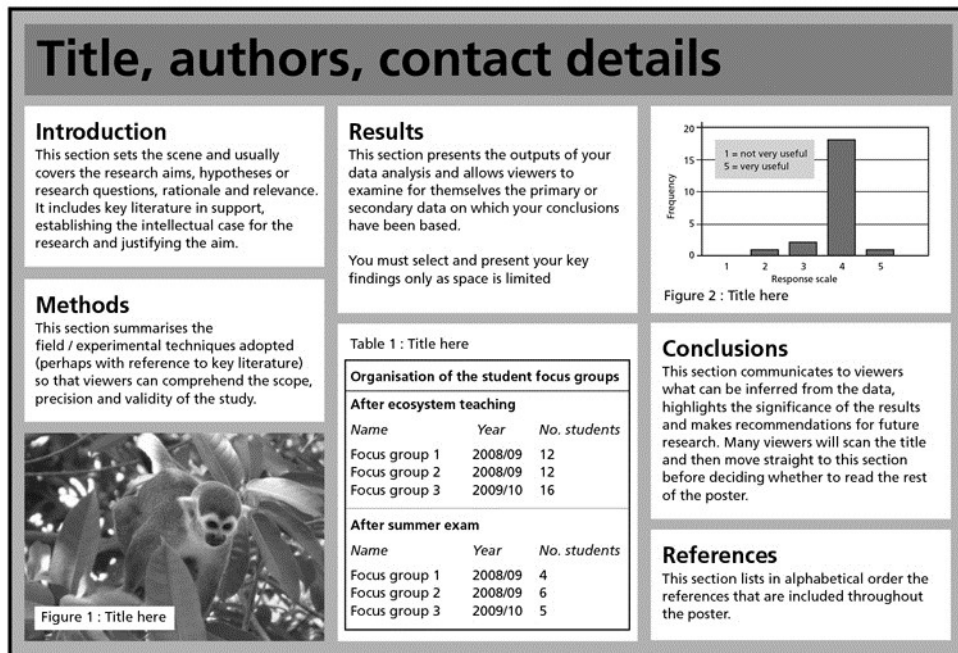 Title, authors, contact details
Introduction
This section sets the scene and usually
covers the research aims, hypotheses or
research questions, rationale and relevance.
It includes key literature in support,
establishing the intellectual case for the
research and justifying the aim.
Methods
This section summarises the
field / experimental techniques adopted
(perhaps with reference to key literature)
so that viewers can comprehend the scope,
precision and validity of the study.
Figure 1 : Title here
Results
This section presents the outputs of your
data analysis and allows viewers to
examine for themselves the primary or
secondary data on which your conclusions
have been based.
You must select and present your key
findings only as space is limited
Table 1 : Title here
Organisation of the student focus groups
After ecosystem teaching
Name Year No. students
Focus group 1 2008/09 12
Focus group 2 2008/09 12
Focus group 3 2009/10 16
After summer exam
Name Year No. students
Focus group 1 2008/09 4
Focus group 2 2008/09 6
Focus group 3 2009/10 5
20
15
10
5
0
Frequency
1 = not very useful
5 = very useful
1 2 3 4 5
Response scale
Figure 2 : Title here
Conclusions
This section communicates to viewers
what can be inferred from the data,
highlights the significance of the results
and makes recommendations for future
research. Many viewers will scan the title
and then move straight to this section
before deciding whether to read the rest
of the poster.
References
This section lists in alphabetical order the
references that are included throughout
the poster.